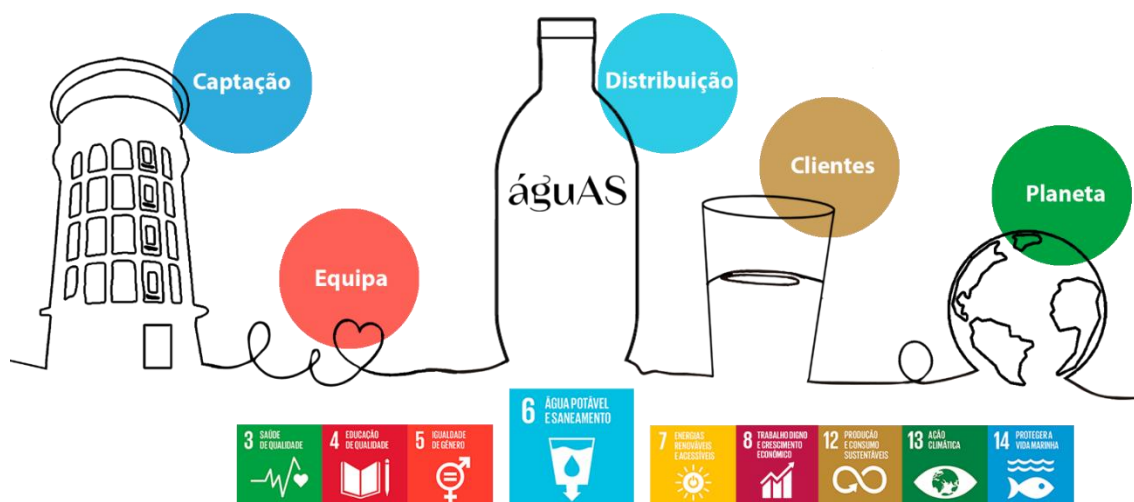 Captação
Distribuição
Clientes
Planeta
Equipa
águAS
3 SAÚDE
DE QUALIDADE
4 EDUCAÇÃO
DE QUALIDADE
5 IGUALDADE
DE GÉNERO
6 ÁGUA POTÁVEL
E SANEAMENTO
7 ENERGIAS
RENOVÁVEIS
E ACESSÍVEIS
8 TRABALHO DIGNO
E CRESCIMENTO
ECONÓMICO
12 PRODUÇÃO
E CONSUMO
SUSTENTÁVEIS
13 AÇÃO
CLIMÁTICA
14 PROTEGER A
VIDA MARINHA